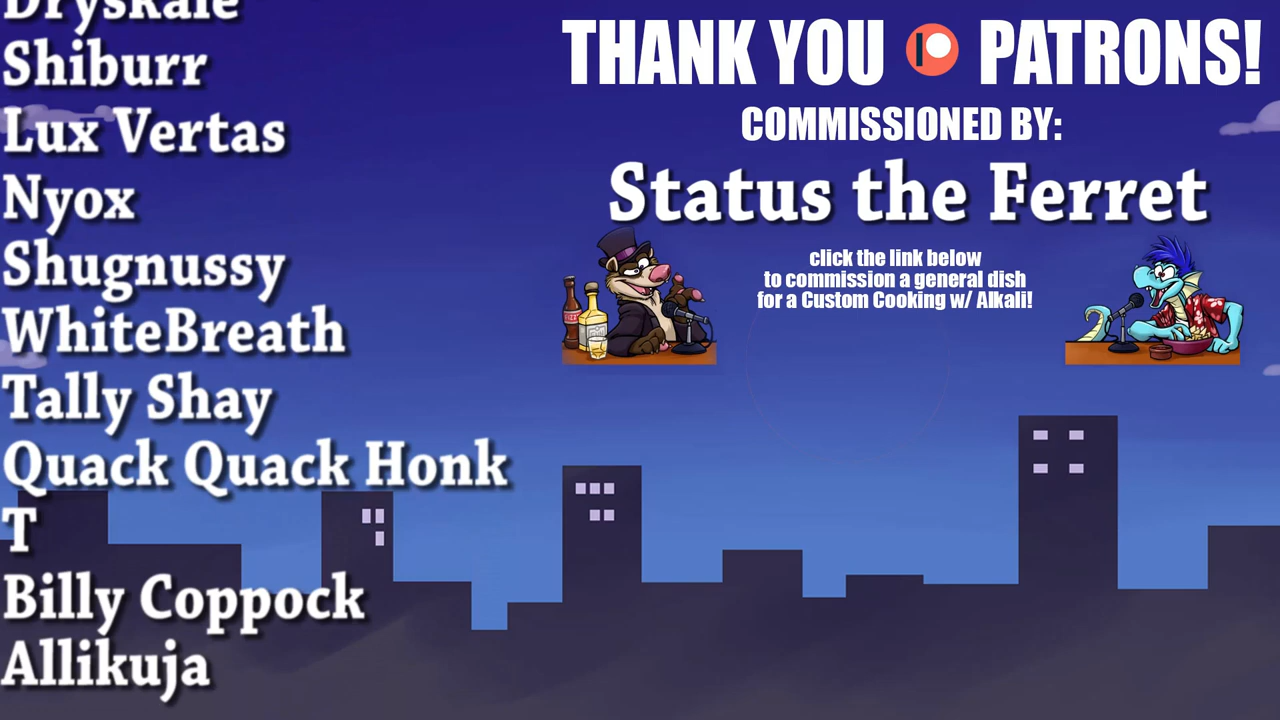 Dryskale
Shiburr
Lux Vertas
Nyox
Shugnussy
WhiteBreath
Tally Shay
Quack Quack Honk
T
Billy Coppock
Allikuja
THANK YOU PATRONS!
COMMISSIONED BY:
Status the Ferret
click the link below
to commission a general dish
for a Custom Cooking w/ Alkali!